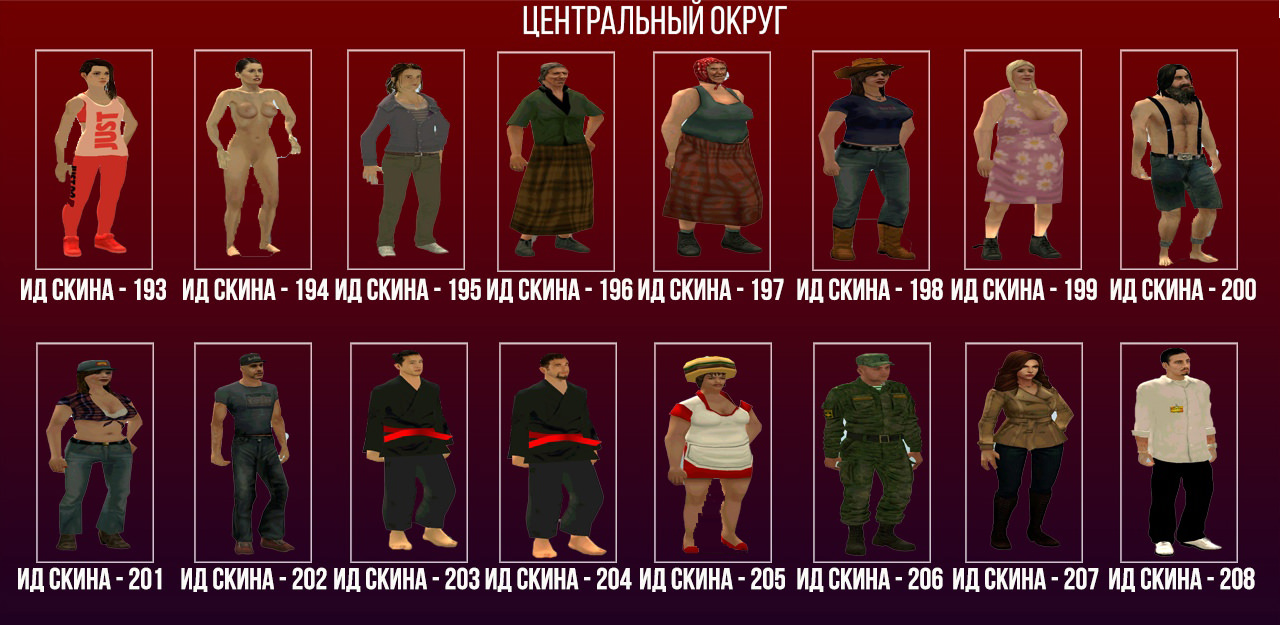 ЦЕНТРАЛЬНЫЙ ОКРУГ
JUST
ИД СКИНА - 193 ИД СКИНА - 194 ИД СКИНА - 195 ИД СКИНА - 196 ИД СКИНА - 197 ИД СКИНА - 198 ИД СКИНА - 199 ИД СКИНА - 200
ИД СКИНА - 201 ИД СКИНА - 202 ИД СКИНА - 203 ИД СКИНА - 204 ИД СКИНА - 205 ИД СКИНА - 206 ИД СКИНА - 207 ИД СКИНА - 208